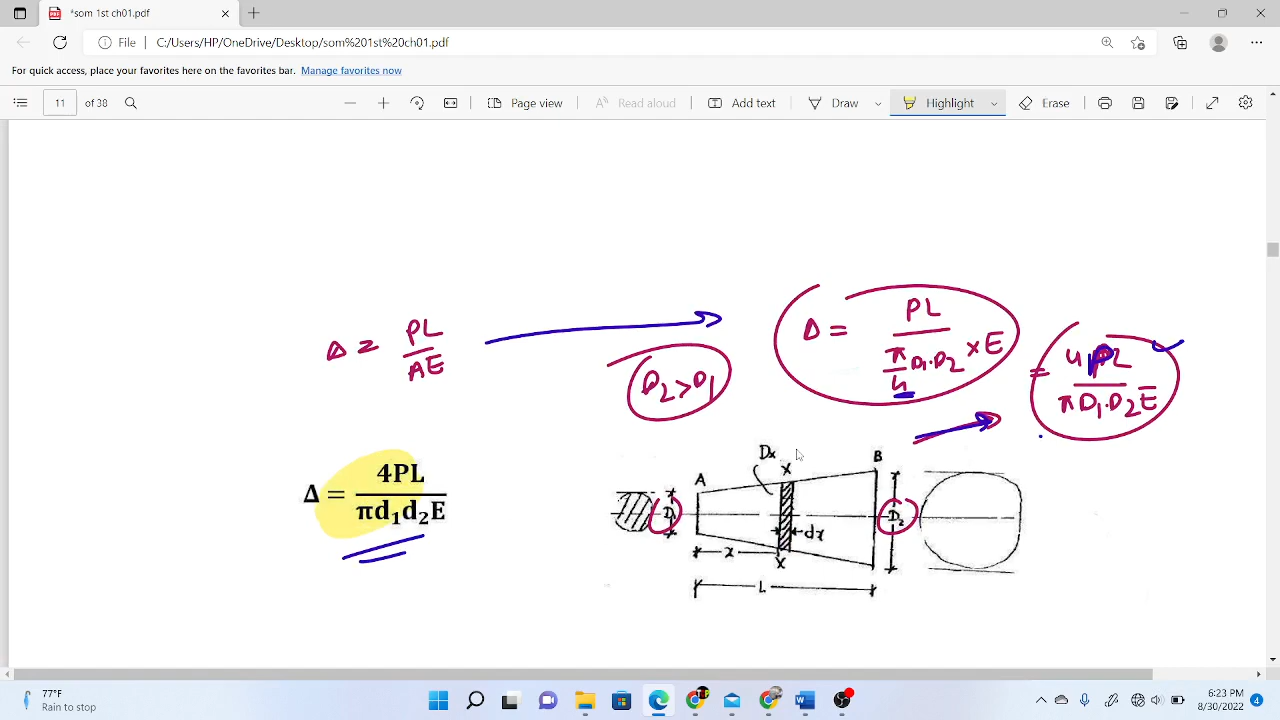 *som 1st ch01.pdf
File C:/Users/HP/OneDrive/Desktop/som%201st%20ch01.pdf
For quick access, place your favorites here on the favorites bar. Manage favorites now
11 of 38 Page view Read aloud Add text Draw Highlight Erase
Δ = PL / AE
D2 > D1
Δ = PL / (π/4 D1.D2 × E)
= 4PL / πD1.D2E
Δ = 4PL / πd₁d₂E
Dx
X
A
B
D₂
dx
x
X
L
77°F
Rain to stop
6:23 PM
8/30/2022
4